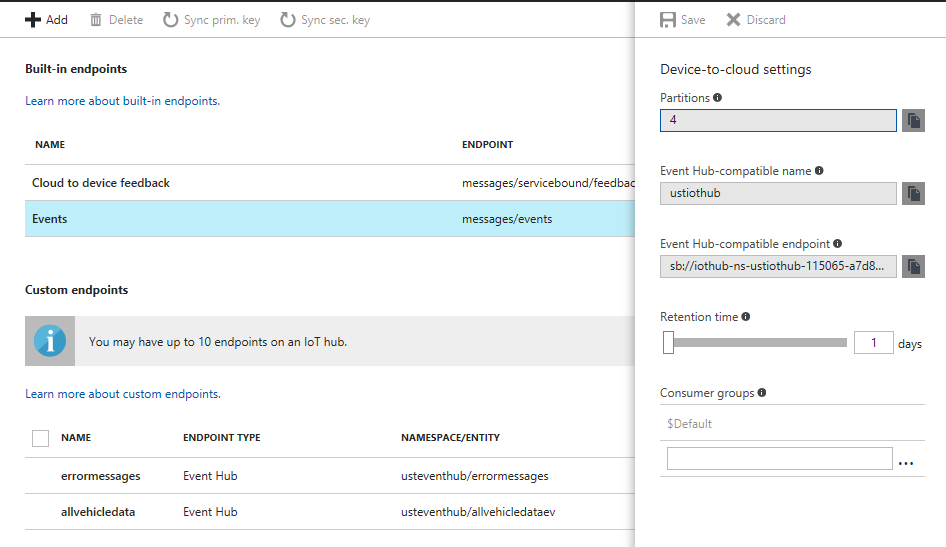 Add Delete Sync prim. key Sync sec. key
Built-in endpoints
Learn more about built-in endpoints.
NAME ENDPOINT
Cloud to device feedback messages/servicebound/feedbac
Events messages/events
Custom endpoints
You may have up to 10 endpoints on an IoT hub.
Learn more about custom endpoints.
NAME ENDPOINT TYPE NAMESPACE/ENTITY
errormessages Event Hub usteventhub/errormessages
allvehicledata Event Hub usteventhub/allvehicledataev
Save Discard
Device-to-cloud settings
Partitions
4
Event Hub-compatible name
ustiothub
Event Hub-compatible endpoint
sb://iothub-ns-ustiothub-115065-a7d8...
Retention time
1 days
Consumer groups
$Default
...